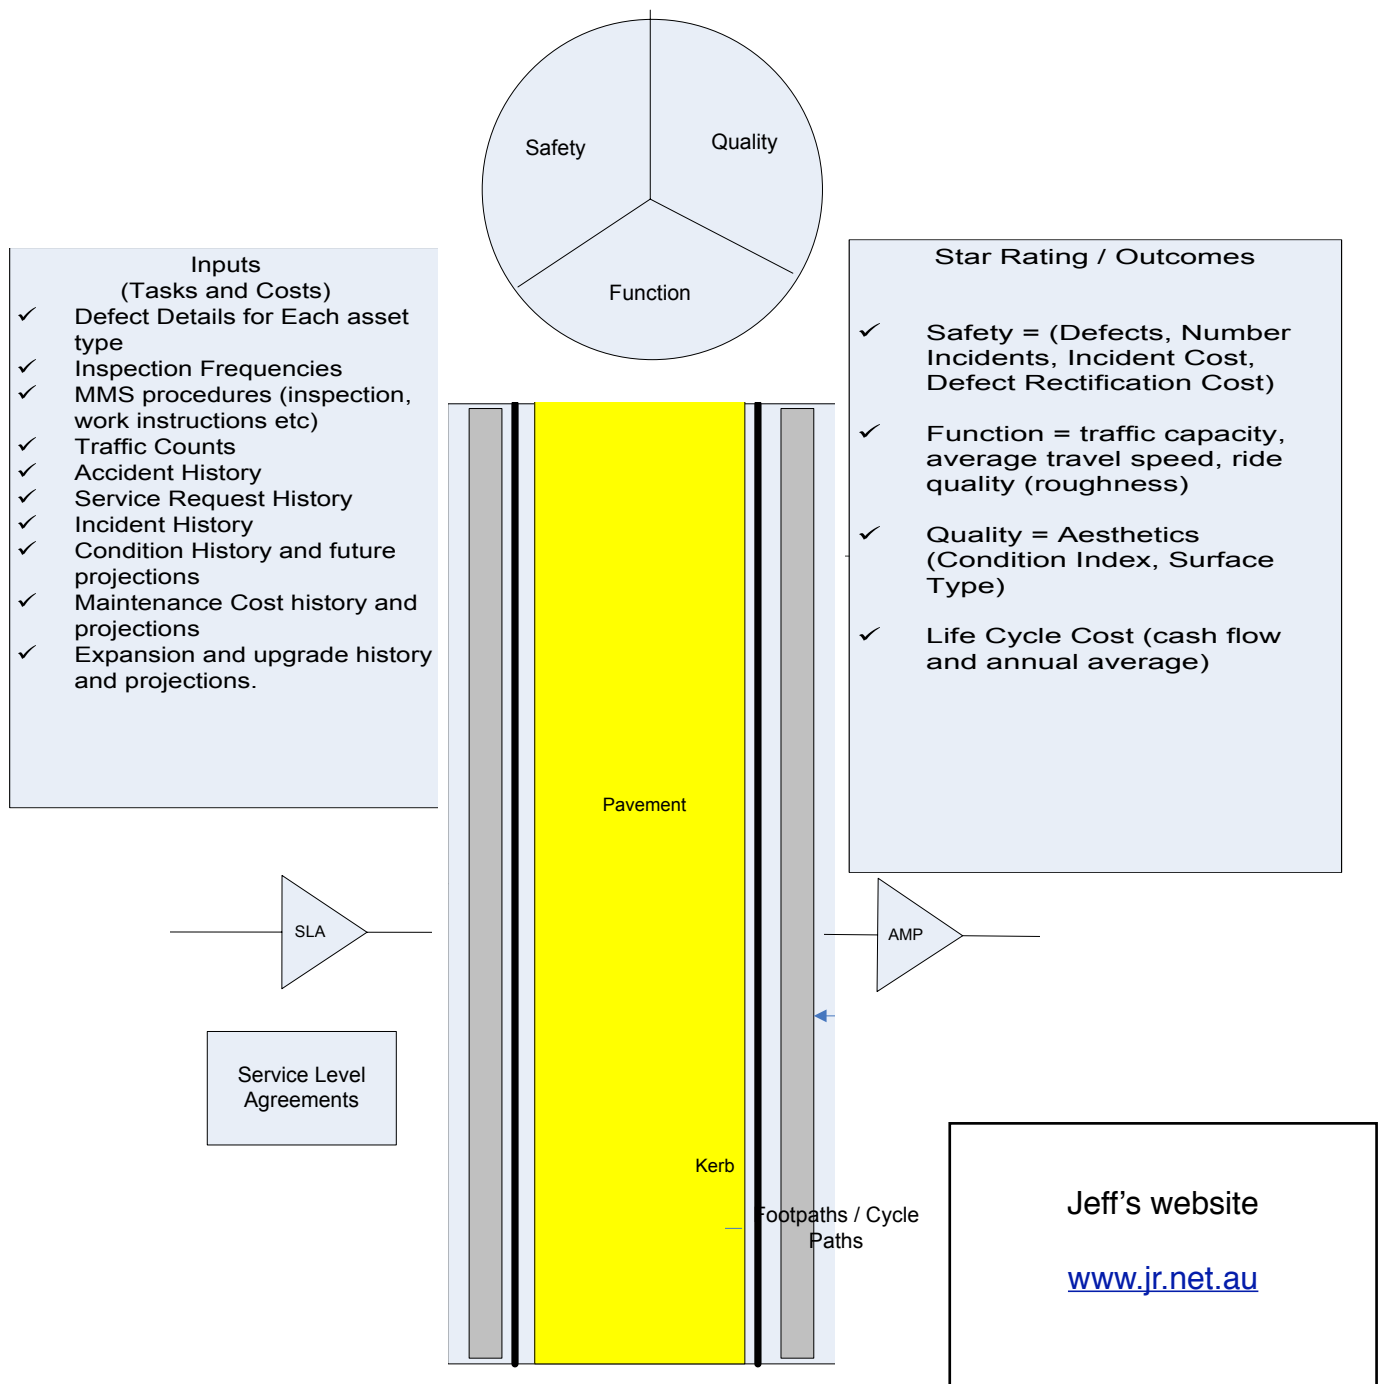 Safety
Quality
Function
Inputs
(Tasks and Costs)
✓ Defect Details for Each asset
type
✓ Inspection Frequencies
✓ MMS procedures (inspection,
work instructions etc)
✓ Traffic Counts
✓ Accident History
✓ Service Request History
✓ Incident History
✓ Condition History and future
projections
✓ Maintenance Cost history and
projections
✓ Expansion and upgrade history
and projections.
Star Rating / Outcomes
✓ Safety = (Defects, Number
Incidents, Incident Cost,
Defect Rectification Cost)
✓ Function = traffic capacity,
average travel speed, ride
quality (roughness)
✓ Quality = Aesthetics
(Condition Index, Surface
Type)
✓ Life Cycle Cost (cash flow
and annual average)
Pavement
SLA
AMP
Service Level
Agreements
Kerb
Footpaths / Cycle
Paths
Jeff's website
www.jr.net.au